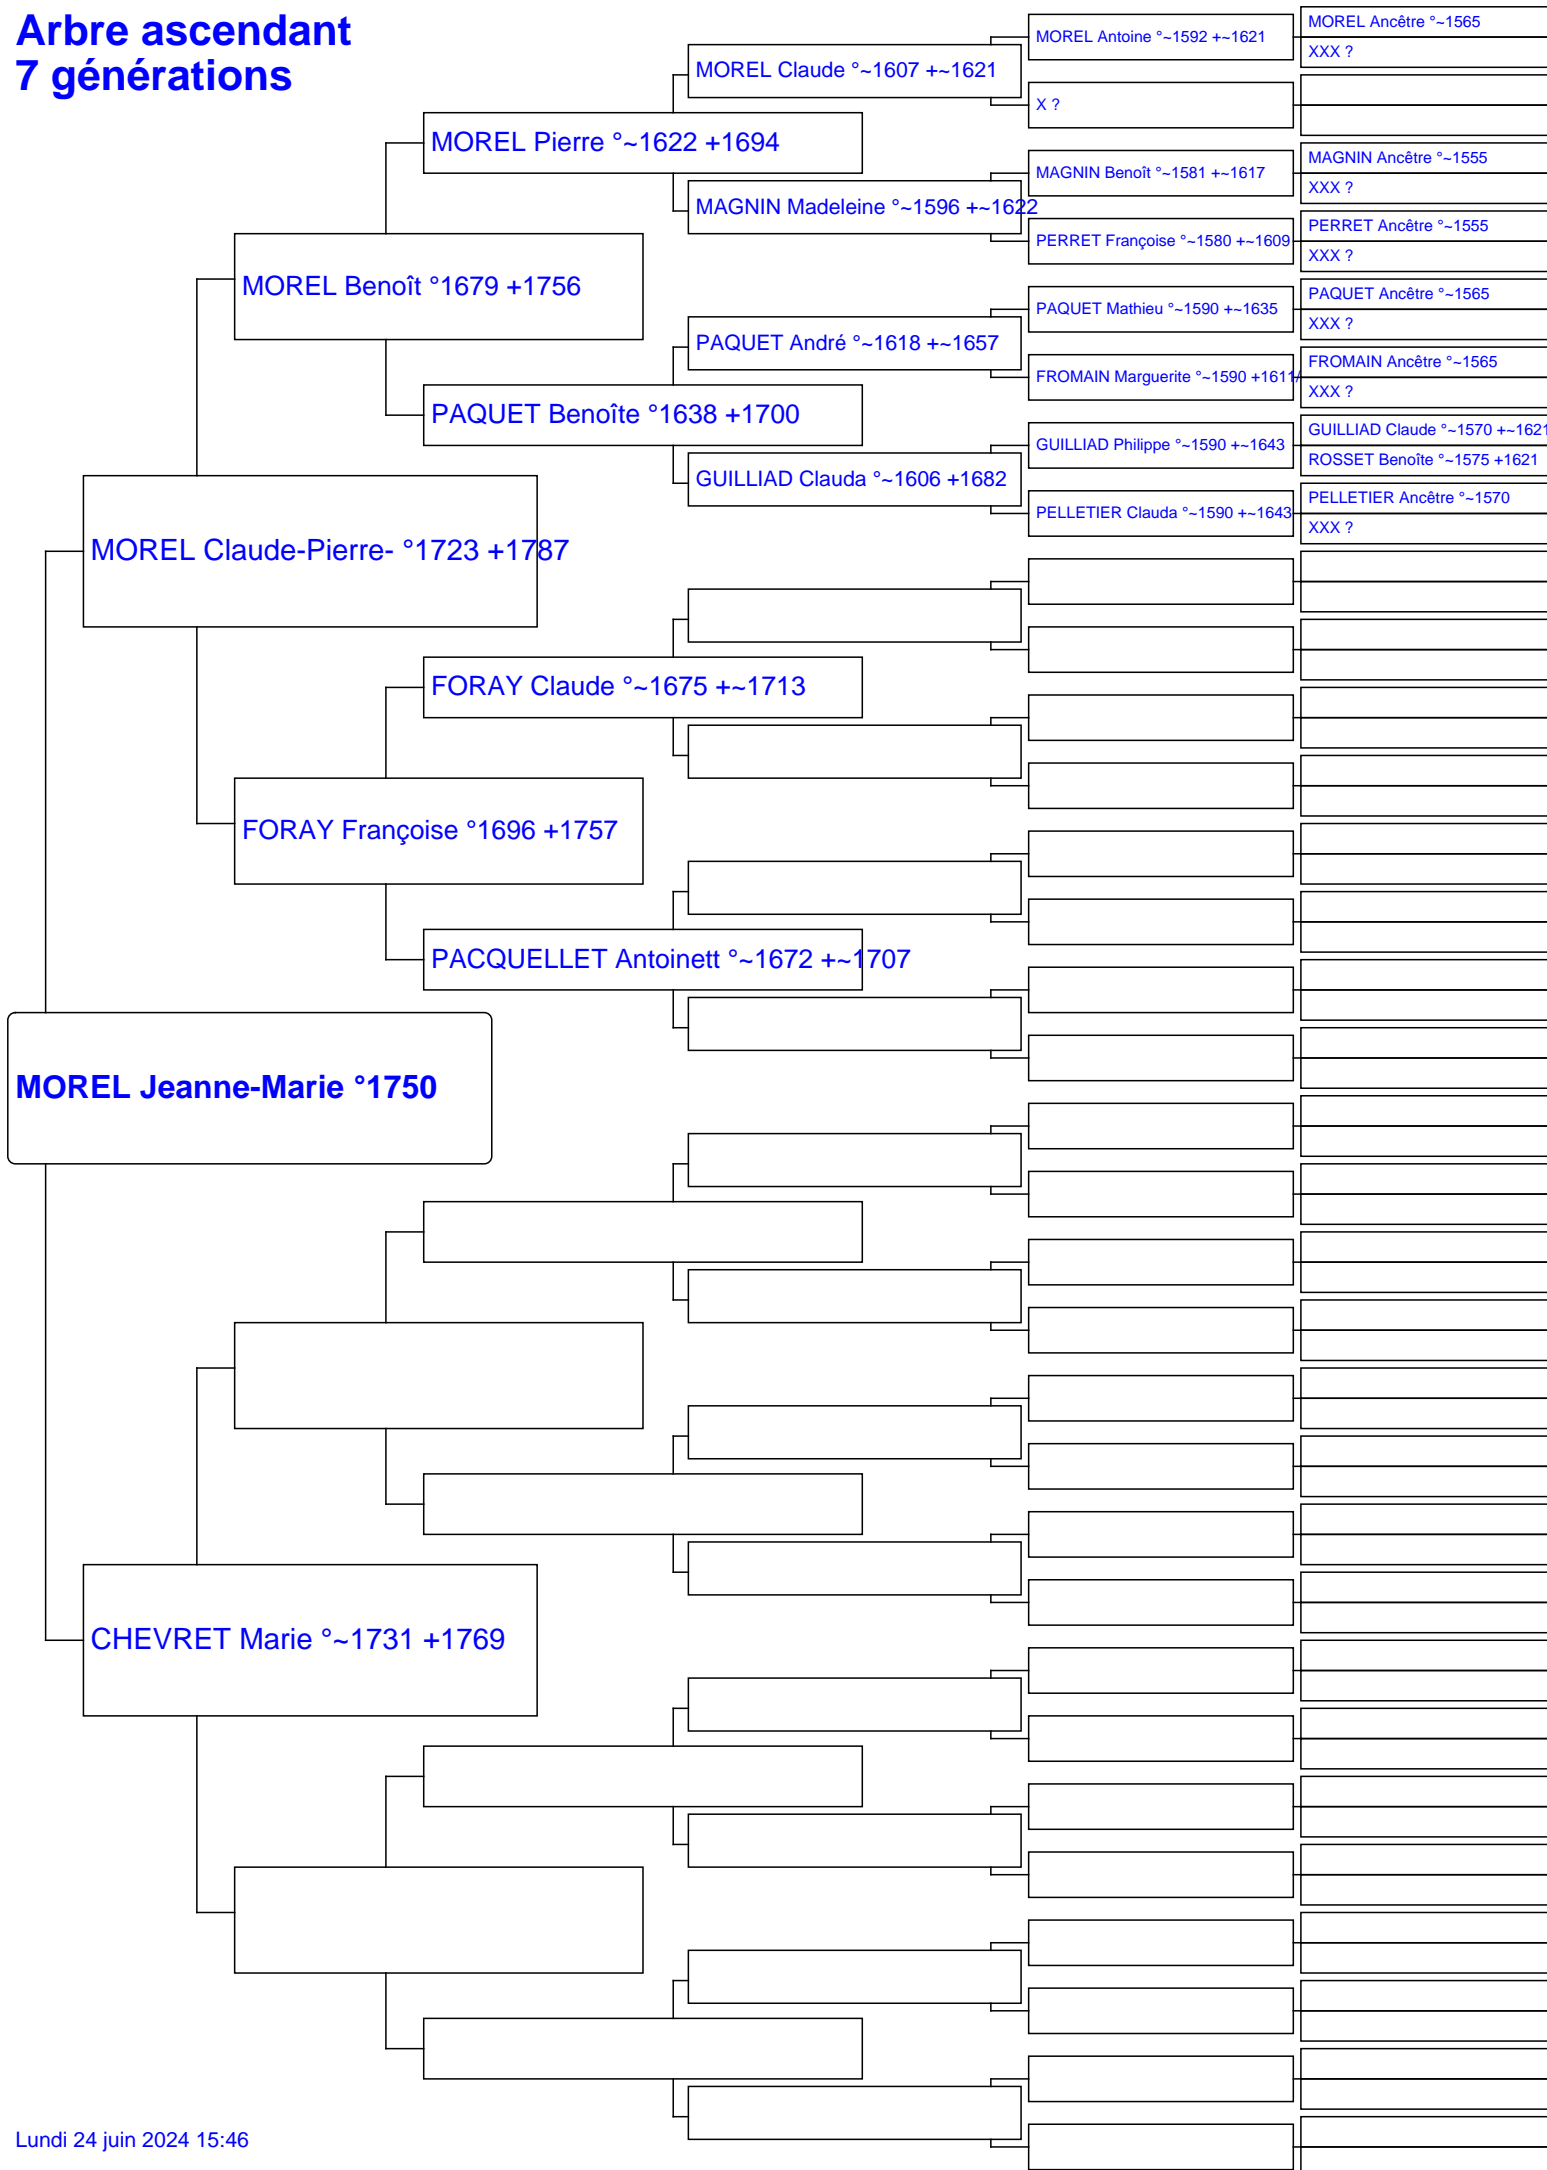 Arbre ascendant
7 générations
MOREL Ancêtre °~1565
MOREL Antoine °~1592 +~1621
XXX ?
MOREL Claude °~1607 +~1621
X ?
MOREL Pierre °~1622 +1694
MAGNIN Ancêtre °~1555
MAGNIN Benoît °~1581 +~1617
XXX ?
MAGNIN Madeleine °~1596 +~1622
PERRET Ancêtre °~1555
PERRET Françoise °~1580 +~1609
XXX ?
MOREL Benoît °1679 +1756
PAQUET Ancêtre °~1565
PAQUET Mathieu °~1590 +~1635
XXX ?
PAQUET André °~1618 +~1657
FROMAIN Ancêtre °~1565
FROMAIN Marguerite °~1590 +1611/
XXX ?
PAQUET Benoîte °1638 +1700
GUILLIAD Claude °~1570 +~1621
GUILLIAD Philippe °~1590 +~1643
ROSSET Benoîte °~1575 +1621
GUILLIAD Clauda °~1606 +1682
PELLETIER Ancêtre °~1570
PELLETIER Clauda °~1590 +~1643
XXX ?
MOREL Claude-Pierre- °1723 +1787
FORAY Claude °~1675 +~1713
FORAY Françoise °1696 +1757
PACQUELLET Antoinett °~1672 +~1707
MOREL Jeanne-Marie °1750
CHEVRET Marie °~1731 +1769
Lundi 24 juin 2024 15:46